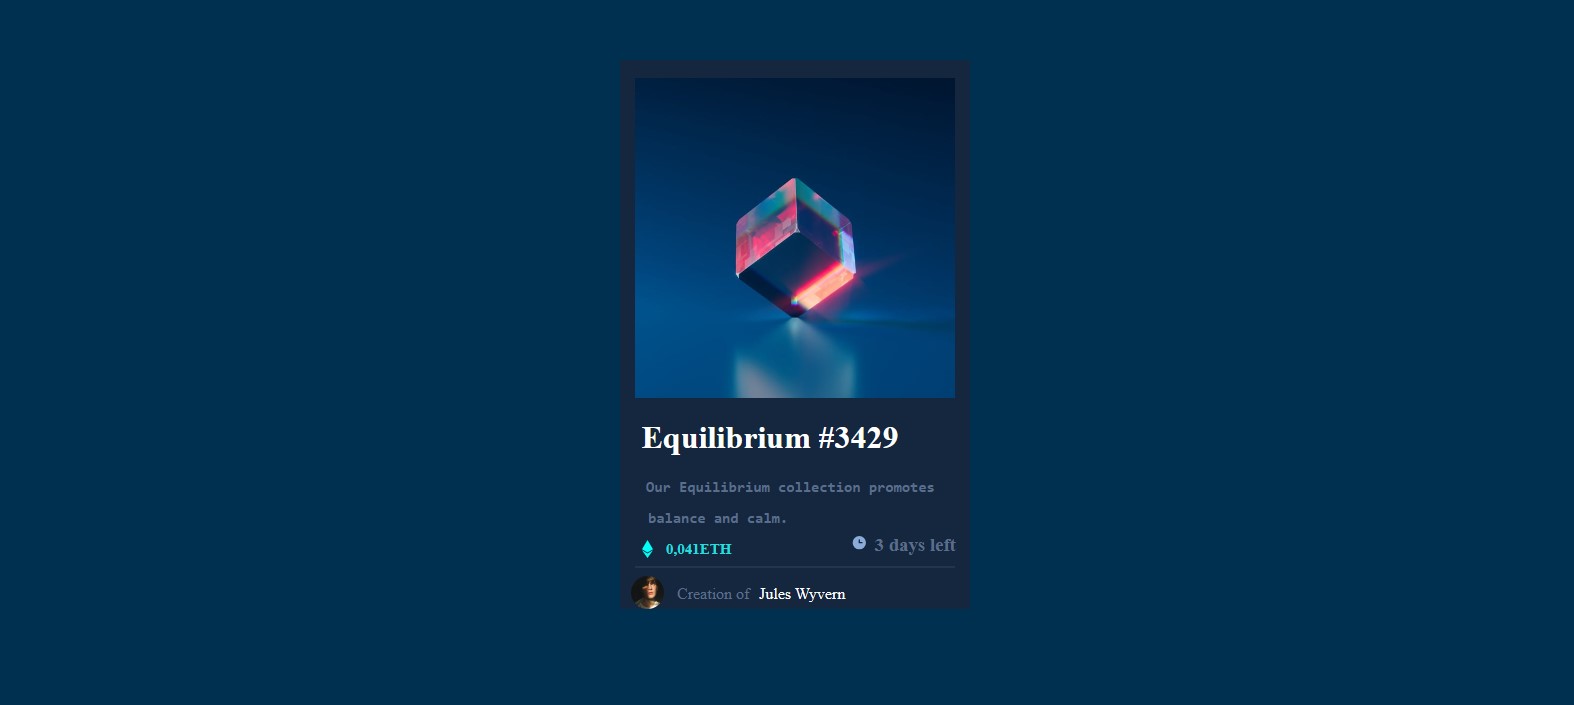 Equilibrium #3429
Our Equilibrium collection promotes
balance and calm.
0,041ETH 3 days left
Creation of Jules Wyvern